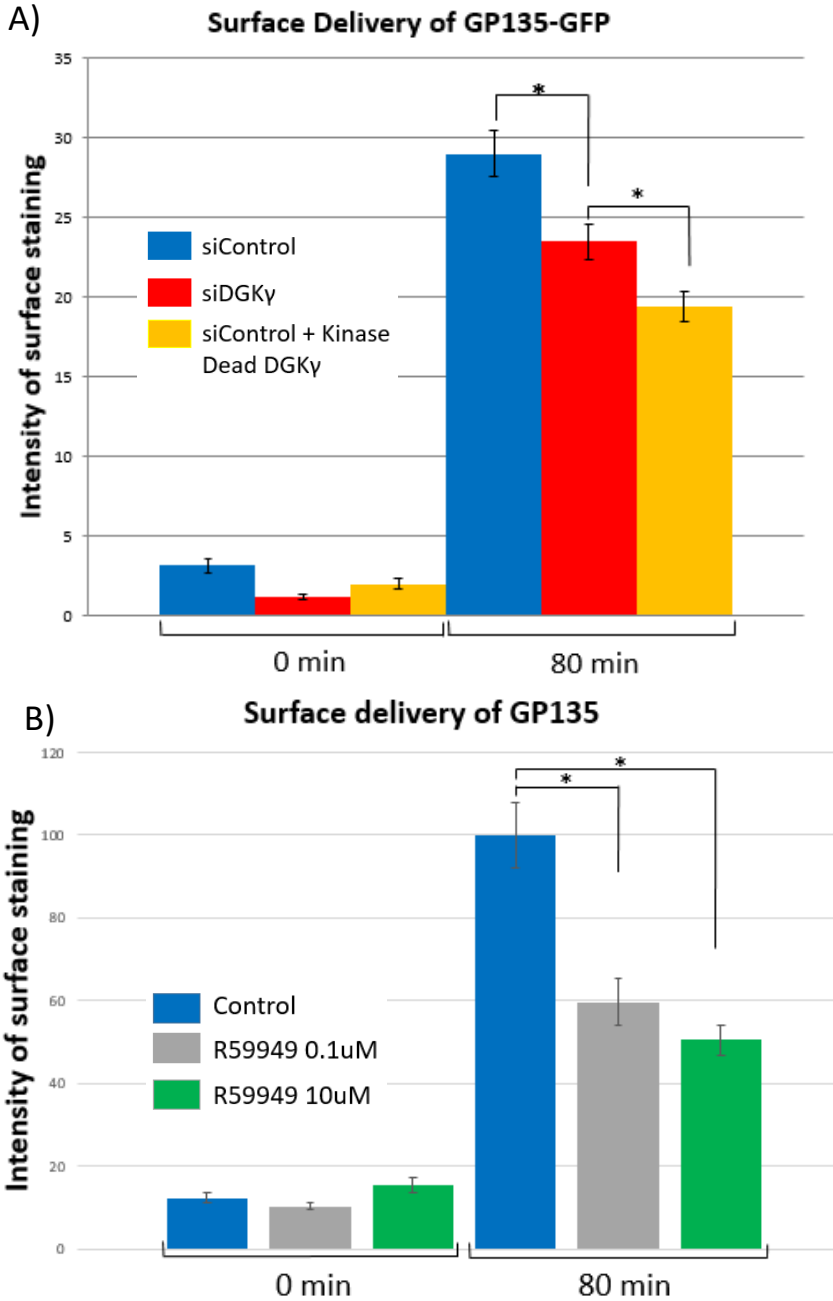 A)
Surface Delivery of GP135-GFP
Intensity of surface staining
35
30
25
20
15
10
5
0
siControl
siDGKγ
siControl + Kinase
Dead DGKγ
*
*
0 min
80 min
B)
Surface delivery of GP135
Intensity of surface staining
120
100
80
60
40
20
0
Control
R59949 0.1uM
R59949 10uM
*
*
0 min
80 min